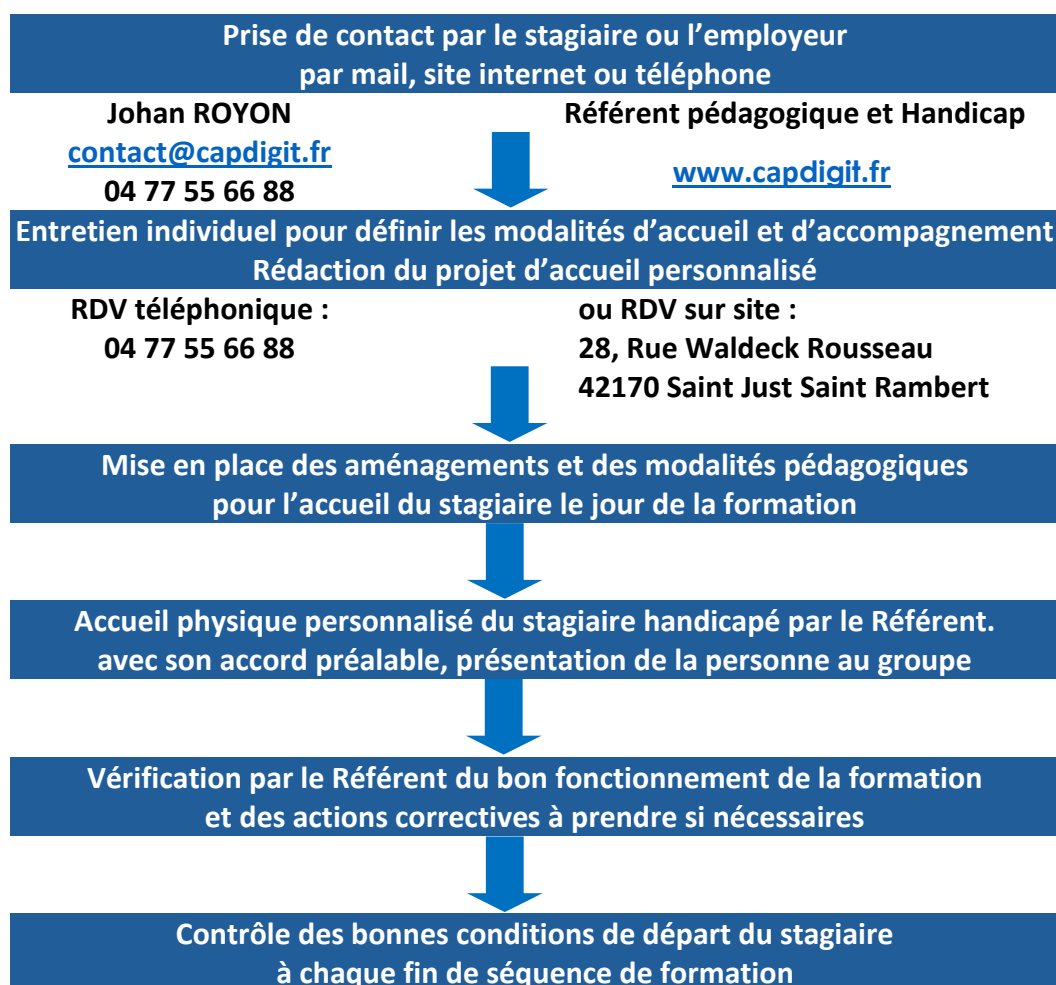 Prise de contact par le stagiaire ou l’employeur
par mail, site internet ou téléphone
Johan ROYON
contact@capdigit.fr
04 77 55 66 88
Référent pédagogique et Handicap
www.capdigit.fr
Entretien individuel pour définir les modalités d’accueil et d’accompagnement
Rédaction du projet d’accueil personnalisé
RDV téléphonique :
04 77 55 66 88
ou RDV sur site :
28, Rue Waldeck Rousseau
42170 Saint Just Saint Rambert
Mise en place des aménagements et des modalités pédagogiques
pour l’accueil du stagiaire le jour de la formation
Accueil physique personnalisé du stagiaire handicapé par le Référent.
avec son accord préalable, présentation de la personne au groupe
Vérification par le Référent du bon fonctionnement de la formation
et des actions correctives à prendre si nécessaires
Contrôle des bonnes conditions de départ du stagiaire
à chaque fin de séquence de formation